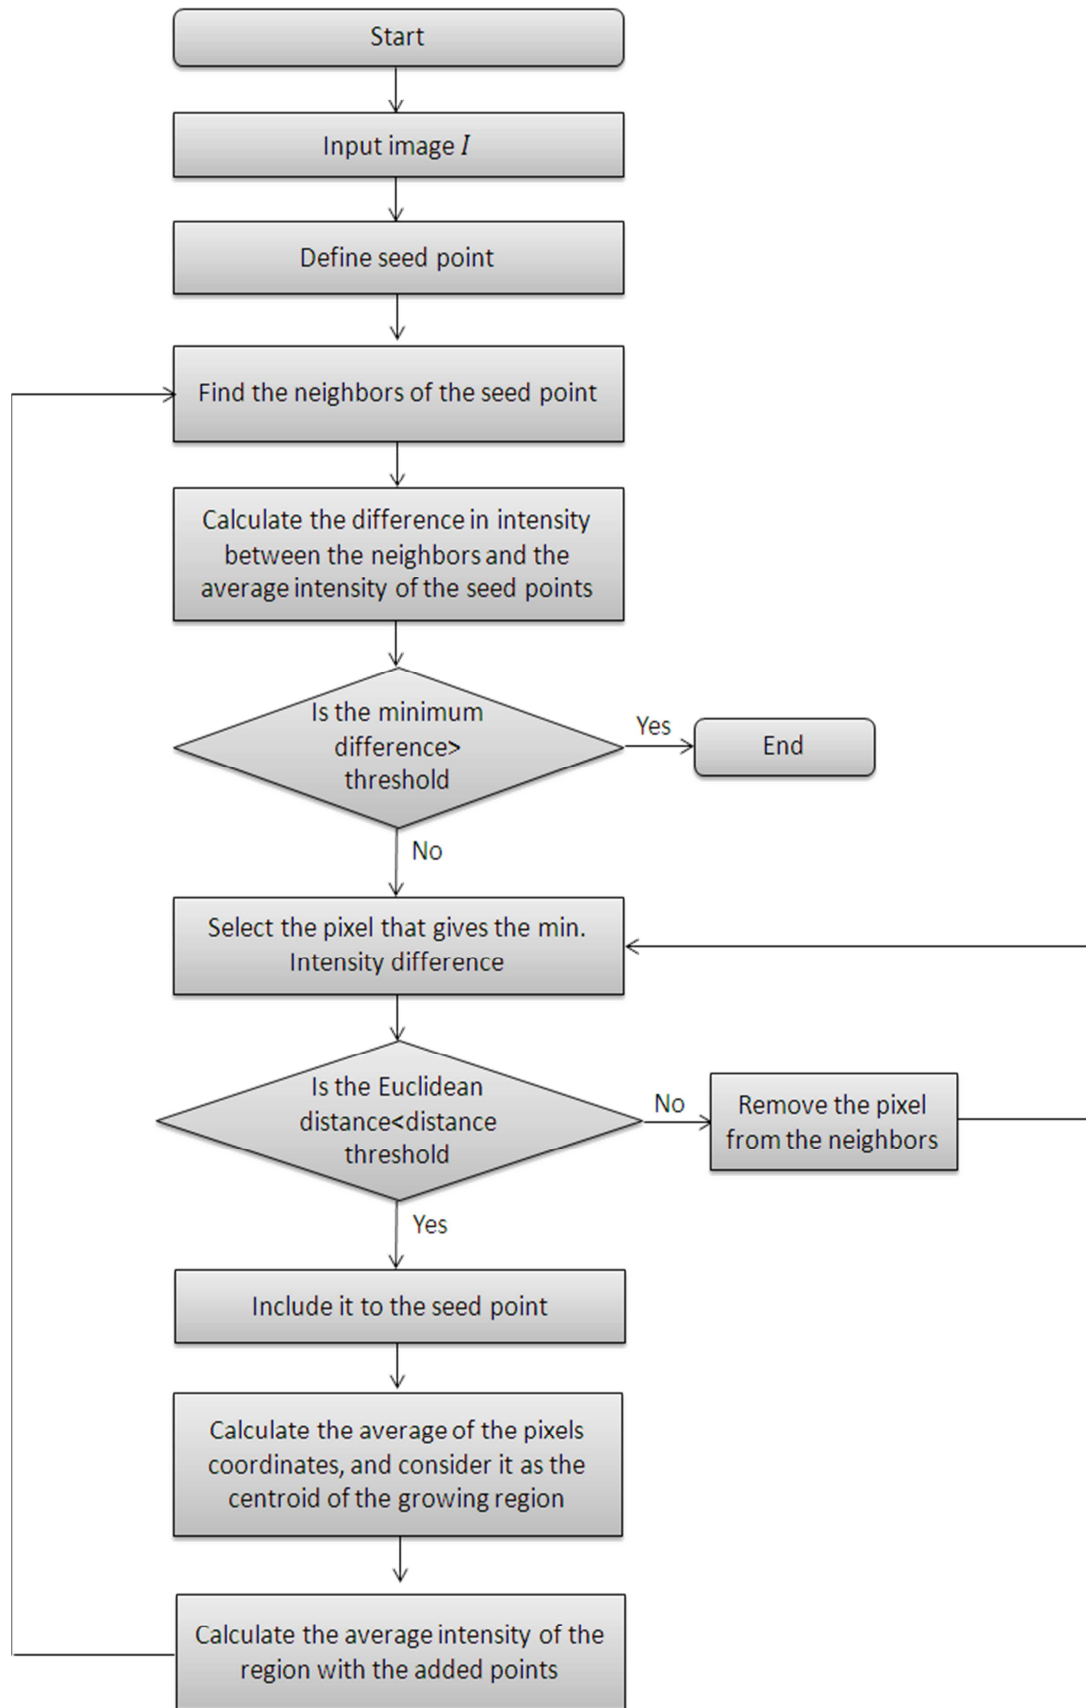 Start
Input image I
Define seed point
Find the neighbors of the seed point
Calculate the difference in intensity
between the neighbors and the
average intensity of the seed points
Is the minimum
difference>
threshold
Yes
End
No
Select the pixel that gives the min.
Intensity difference
Is the Euclidean
distance<distance
threshold
No
Remove the pixel
from the neighbors
Yes
Include it to the seed point
Calculate the average of the pixels
coordinates, and consider it as the
centroid of the growing region
Calculate the average intensity of the
region with the added points